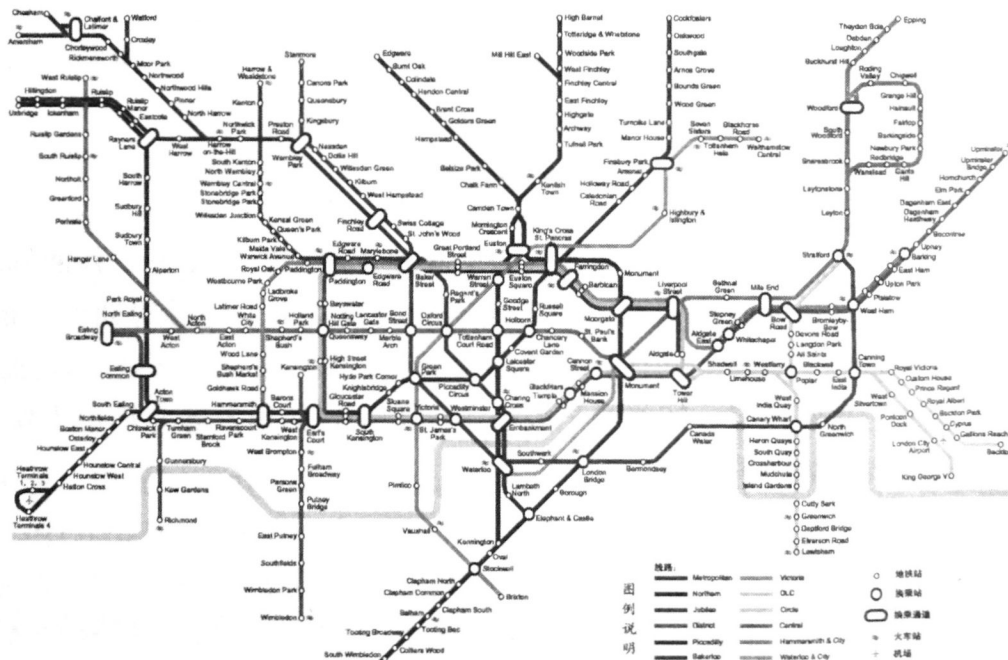 Chesham
Chalfont &
Latimer
Watford
Amersham
Chorleywood
Croxley
Rickmansworth
Moor Park
Northwood
Northwood Hills
Pinner
North Harrow
West Ruislip
Hillingdon
Ruislip
Uxbridge
Ickenham
Ruislip
Manor
Eastcote
Ruislip Gardens
Rayners
Lane
West
Harrow
Harrow
on-the-Hill
Northwick
Park
Preston
Road
Harrow &
Wealdstone
Kenton
Stanmore
Canons Park
Queensbury
Kingsbury
Wembley
Park
Neasden
Dollis Hill
Willesden Green
Kilburn
West Hampstead
Finchley
Road
Swiss Cottage
St. John's Wood
South Ruislip
Northolt
Greenford
Perivale
Hanger Lane
South
Harrow
Sudbury
Hill
Sudbury
Town
Alperton
Park Royal
North Ealing
South Kenton
North Wembley
Wembley Central
Stonebridge Park
Stonebridge Park
Willesden Junction
Kensal Green
Queen's Park
Kilburn Park
Maida Vale
Warwick Avenue
Edgware
Burnt Oak
Colindale
Hendon Central
Brent Cross
Golders Green
Hampstead
Belsize Park
Chalk Farm
Camden Town
Mornington
Crescent
Euston
Mill Hill East
High Barnet
Totteridge & Whetstone
Woodside Park
West Finchley
Finchley Central
East Finchley
Highgate
Archway
Tufnell Park
Kentish
Town
Cockfosters
Oakwood
Southgate
Arnos Grove
Bounds Green
Wood Green
Turnpike Lane
Manor House
Finsbury Park
Arsenal
Holloway Road
Caledonian
Road
Seven
Sisters
Tottenham
Hale
Blackhorse
Road
Walthamstow
Central
Highbury &
Islington
King's Cross
St. Pancras
Epping
Theydon Bois
Debden
Loughton
Buckhurst Hill
Roding
Valley
Chigwell
Grange Hill
Hainault
Fairlop
Barkingside
Newbury Park
Redbridge
Gants
Hill
Wanstead
Woodford
South
Woodford
Snaresbrook
Leytonstone
Leyton
Stratford
Upminster
Upminster
Bridge
Hornchurch
Elm Park
Dagenham East
Dagenham
Heathway
Becontree
Upney
Barking
East Ham
Upton Park
Plaistow
West Ham
Royal Oak
Paddington
Westbourne Park
Ladbroke
Grove
Latimer Road
Edgware
Road
Marylebone
Paddington
Edgware
Road
Baker
Street
Great Portland
Street
Regent's
Park
Warren
Street
Euston
Square
Goodge
Street
Russell
Square
Farringdon
Barbican
Monument
Moorgate
Liverpool
Street
Bethnal
Green
Mile End
Stepney
Green
Whitechapel
Aldgate
East
Aldgate
Bow
Road
Bromley-by-
Bow
Devons Road
Langdon Park
All Saints
Ealing
Broadway
West
Acton
North
Acton
East
Acton
White
City
Wood Lane
Shepherd's
Bush Market
Goldhawk Road
Shepherd's
Bush
Holland
Park
Notting
Hill Gate
Bayswater
Queensway
Lancaster
Gate
Marble
Arch
Bond
Street
Oxford
Circus
Tottenham
Court Road
Holborn
Chancery
Lane
Covent Garden
St. Paul's
Bank
Cannon
Street
Leicester
Square
Ealing
Common
Acton
Town
South Ealing
Northfields
Boston Manor
Osterley
Hounslow East
Hounslow Central
Hounslow West
Hatton Cross
Heathrow
Terminals
1, 2, 3
Heathrow
Terminals 4
Chiswick
Park
Turnham
Green
Stamford
Brook
Ravenscourt
Park
Hammersmith
Barons
Court
West
Kensington
Kensington
High Street
Kensington
Earl's
Court
Gloucester
Road
South
Kensington
Hyde Park Corner
Knightsbridge
Sloane
Square
Victoria
Green
Park
Piccadilly
Circus
Charing
Cross
St. James's
Park
Westminster
Embankment
Temple
Blackfriars
Mansion
House
Monument
Tower
Hill
Shadwell
Limehouse
Westferry
Poplar
Blackwall
East
India
Canning
Town
Royal Victoria
Custom House
Prince Regent
Royal Albert
Beckton Park
Cyprus
Gallions Reach
West
Silvertown
Pontoon
Dock
London City
Airport
King George V
West
India Quay
Canary Wharf
Heron Quays
South Quay
Crossharbour
Mudchute
Island Gardens
Cutty Sark
Greenwich
Deptford Bridge
Elverson Road
Lewisham
North
Greenwich
Canada
Water
Bermondsey
London
Bridge
Southwark
Waterloo
Lambeth
North
Borough
Elephant & Castle
Kennington
Oval
Stockwell
Pimlico
Vauxhall
Brixton
Gunnersbury
Kew Gardens
Richmond
West Brompton
Fulham
Broadway
Parsons
Green
Putney
Bridge
East Putney
Southfields
Wimbledon Park
Wimbledon
Clapham North
Clapham Common
Clapham South
Balham
Tooting Bec
Tooting Broadway
Colliers Wood
South Wimbledon
图例说明
线路:
Metropolitan
Northern
Jubilee
District
Piccadilly
Bakerloo
Victoria
DLC
Circle
Central
Hammersmith & City
Waterloo & City
地铁站
换乘站
换乘通道
火车站
机场